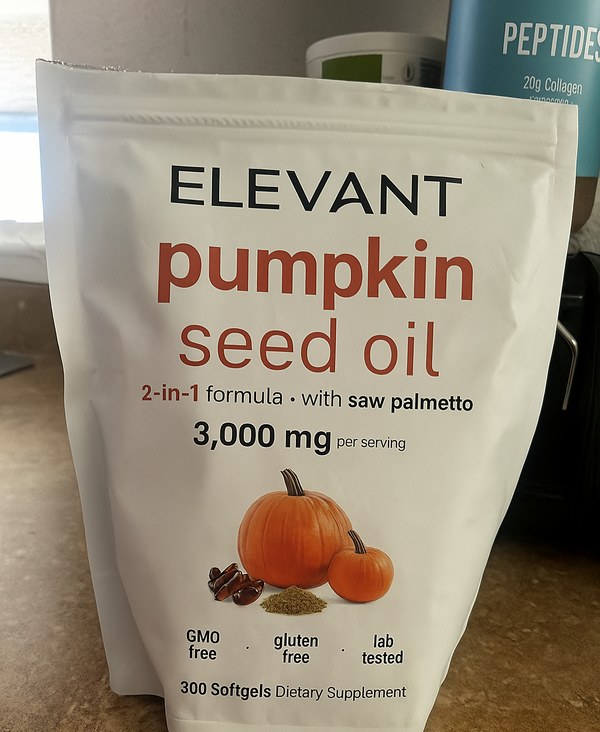 PEPTIDES
20g Collagen
ELEVANT
pumpkin
seed oil
2-in-1 formula • with saw palmetto
3,000 mg per serving
GMO free · gluten free · lab tested
300 Softgels Dietary Supplement